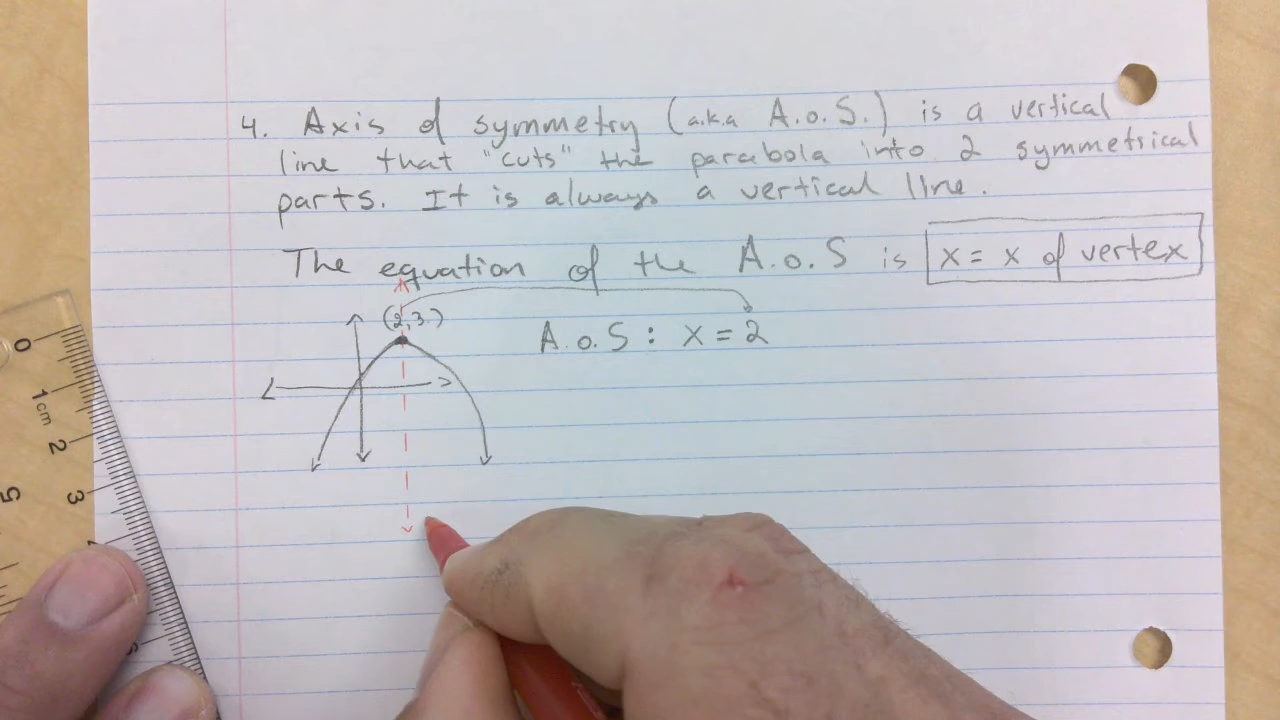 4. Axis of symmetry (a.k.a A.o.S.) is a vertical
line that "cuts" the parabola into 2 symmetrical
parts. It is always a vertical line.
The equation of the A.o.S is x = x of vertex
(2,3)
A.o.S: x = 2
0
1cm
2
3
5